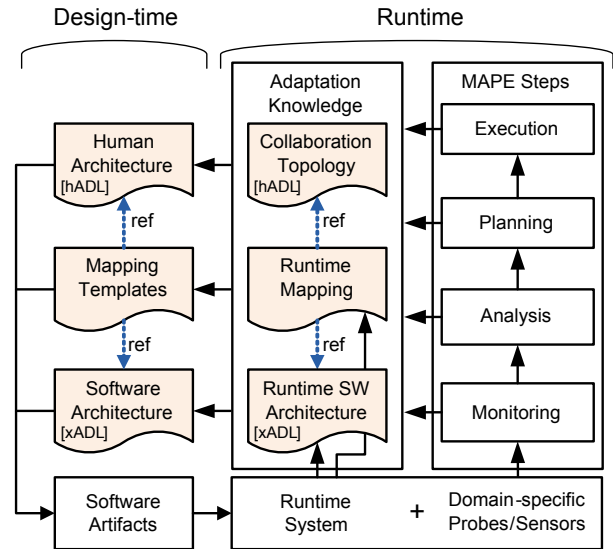 Design-time
Runtime
Adaptation
Knowledge
MAPE Steps
Human
Architecture
[hADL]
Collaboration
Topology
[hADL]
Execution
ref
ref
Planning
Mapping
Templates
Runtime
Mapping
Analysis
ref
ref
Software
Architecture
[xADL]
Runtime SW
Architecture
[xADL]
Monitoring
Software
Artifacts
Runtime
System
+
Domain-specific
Probes/Sensors